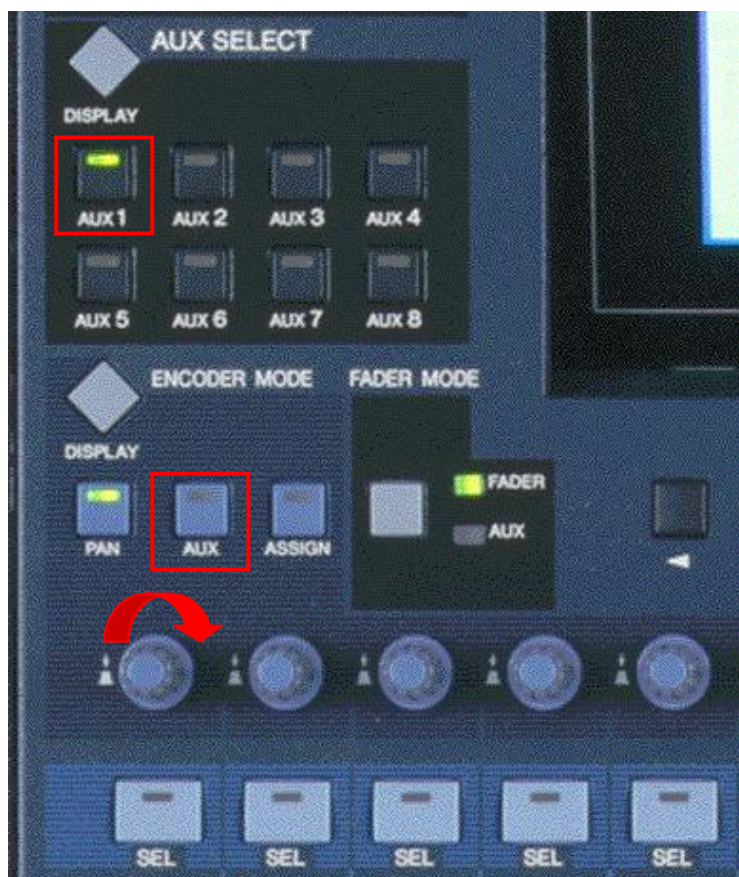 AUX SELECT
DISPLAY
AUX 1 AUX 2 AUX 3 AUX 4
AUX 5 AUX 6 AUX 7 AUX 8
ENCODER MODE FADER MODE
DISPLAY
FADER
AUX
PAN AUX ASSIGN
SEL SEL SEL SEL SEL